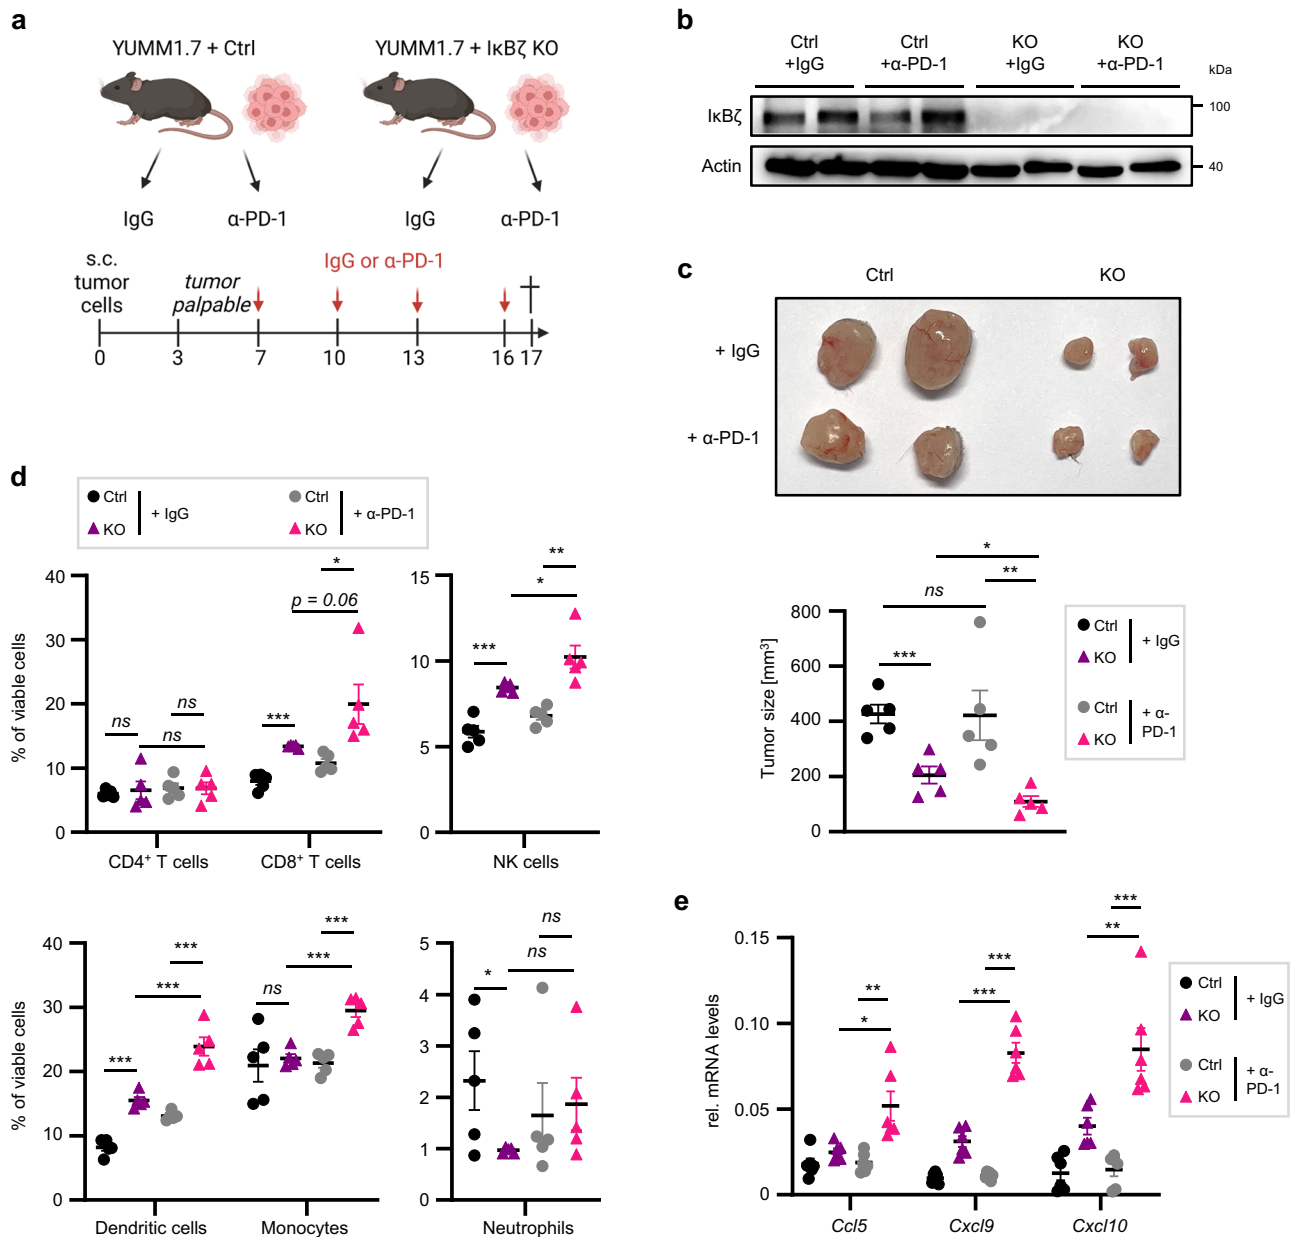 a
YUMM1.7 + Ctrl
YUMM1.7 + IκBζ KO
IgG
α-PD-1
IgG
α-PD-1
s.c.
tumor
cells
tumor
palpable
IgG or α-PD-1
0
3
7
10
13
16
17
b
Ctrl
+IgG
Ctrl
+α-PD-1
KO
+IgG
KO
+α-PD-1
kDa
IκBζ
100
Actin
40
c
Ctrl
KO
+ IgG
+ α-PD-1
*
**
ns
***
800
600
400
200
0
Tumor size [mm³]
Ctrl
KO
+ IgG
Ctrl
KO
+ α-
PD-1
d
Ctrl
KO
+ IgG
Ctrl
KO
+ α-PD-1
% of viable cells
40
30
20
10
0
ns
ns
ns
***
p = 0.06
*
CD4⁺ T cells
CD8⁺ T cells
15
10
5
0
***
*
**
NK cells
% of viable cells
40
30
20
10
0
***
***
***
ns
***
***
Dendritic cells
Monocytes
5
4
3
2
1
0
*
ns
ns
Neutrophils
e
rel. mRNA levels
0.15
0.10
0.05
0
**
*
***
***
***
**
Ccl5
Cxcl9
Cxcl10
Ctrl
KO
+ IgG
Ctrl
KO
+ α-
PD-1